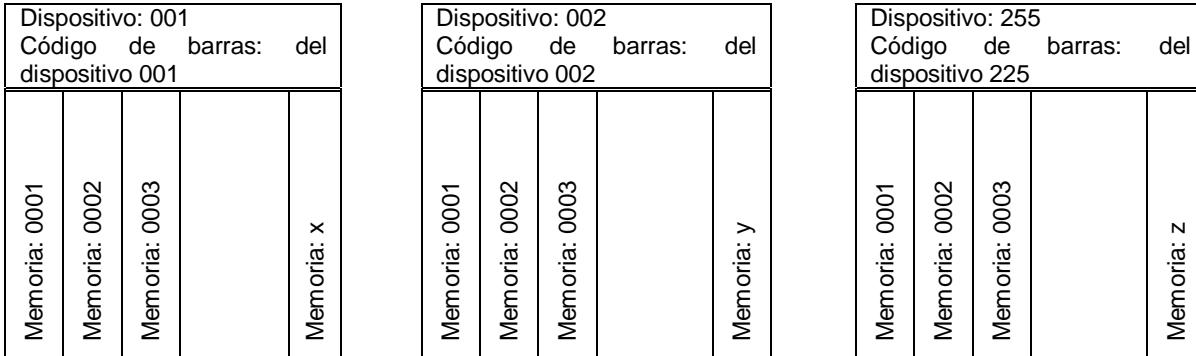 Dispositivo: 001
Código de barras: del
dispositivo 001
Memoria: 0001
Memoria: 0002
Memoria: 0003
Memoria: x
Dispositivo: 002
Código de barras: del
dispositivo 002
Memoria: 0001
Memoria: 0002
Memoria: 0003
Memoria: y
Dispositivo: 255
Código de barras: del
dispositivo 225
Memoria: 0001
Memoria: 0002
Memoria: 0003
Memoria: z